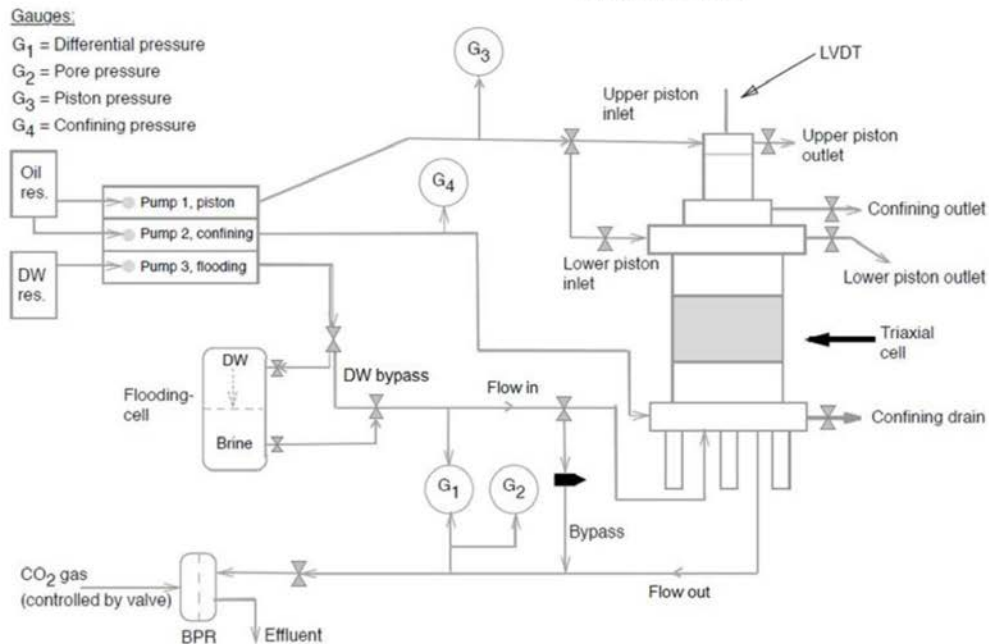 Gauges:
G1 = Differential pressure
G2 = Pore pressure
G3 = Piston pressure
G4 = Confining pressure
G3
LVDT
Upper piston
inlet
Upper piston
outlet
Oil
res.
G4
Pump 1, piston
Pump 2, confining
Pump 3, flooding
Confining outlet
Lower piston
inlet
Lower piston outlet
DW
res.
Triaxial
cell
DW
DW bypass
Flow in
Flooding-
cell
Brine
Confining drain
G1
G2
Bypass
CO2 gas
(controlled by valve)
Flow out
BPR
Effluent